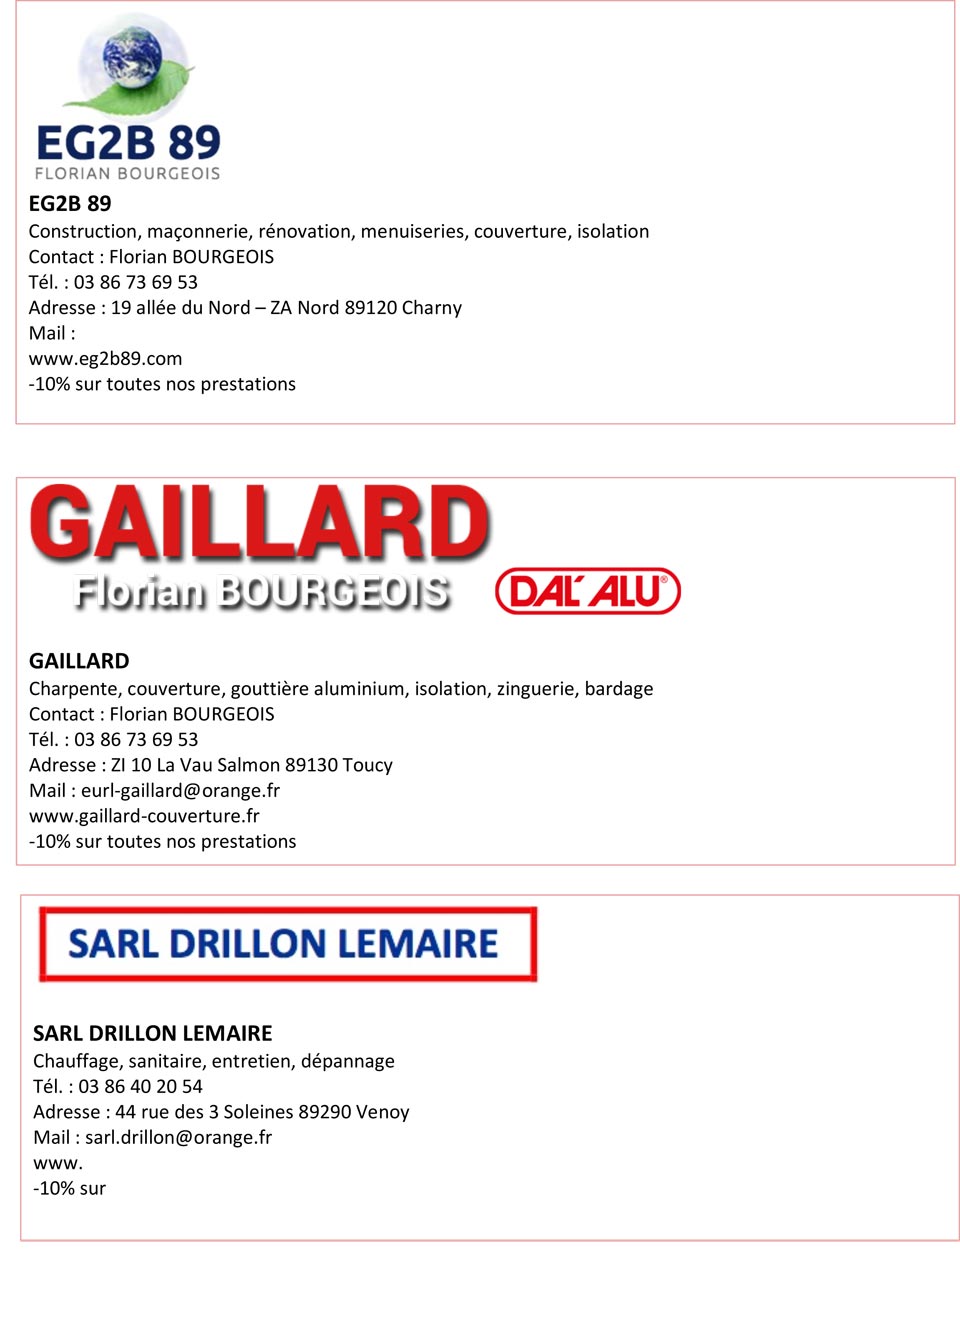 EG2B 89
FLORIAN BOURGEOIS
EG2B 89
Construction, maçonnerie, rénovation, menuiseries, couverture, isolation
Contact : Florian BOURGEOIS
Tél. : 03 86 73 69 53
Adresse : 19 allée du Nord – ZA Nord 89120 Charny
Mail :
www.eg2b89.com
-10% sur toutes nos prestations
GAILLARD
Florian BOURGEOIS
DAL'ALU®
GAILLARD
Charpente, couverture, gouttière aluminium, isolation, zinguerie, bardage
Contact : Florian BOURGEOIS
Tél. : 03 86 73 69 53
Adresse : ZI 10 La Vau Salmon 89130 Toucy
Mail : eurl-gaillard@orange.fr
www.gaillard-couverture.fr
-10% sur toutes nos prestations
SARL DRILLON LEMAIRE
SARL DRILLON LEMAIRE
Chauffage, sanitaire, entretien, dépannage
Tél. : 03 86 40 20 54
Adresse : 44 rue des 3 Soleines 89290 Venoy
Mail : sarl.drillon@orange.fr
www.
-10% sur